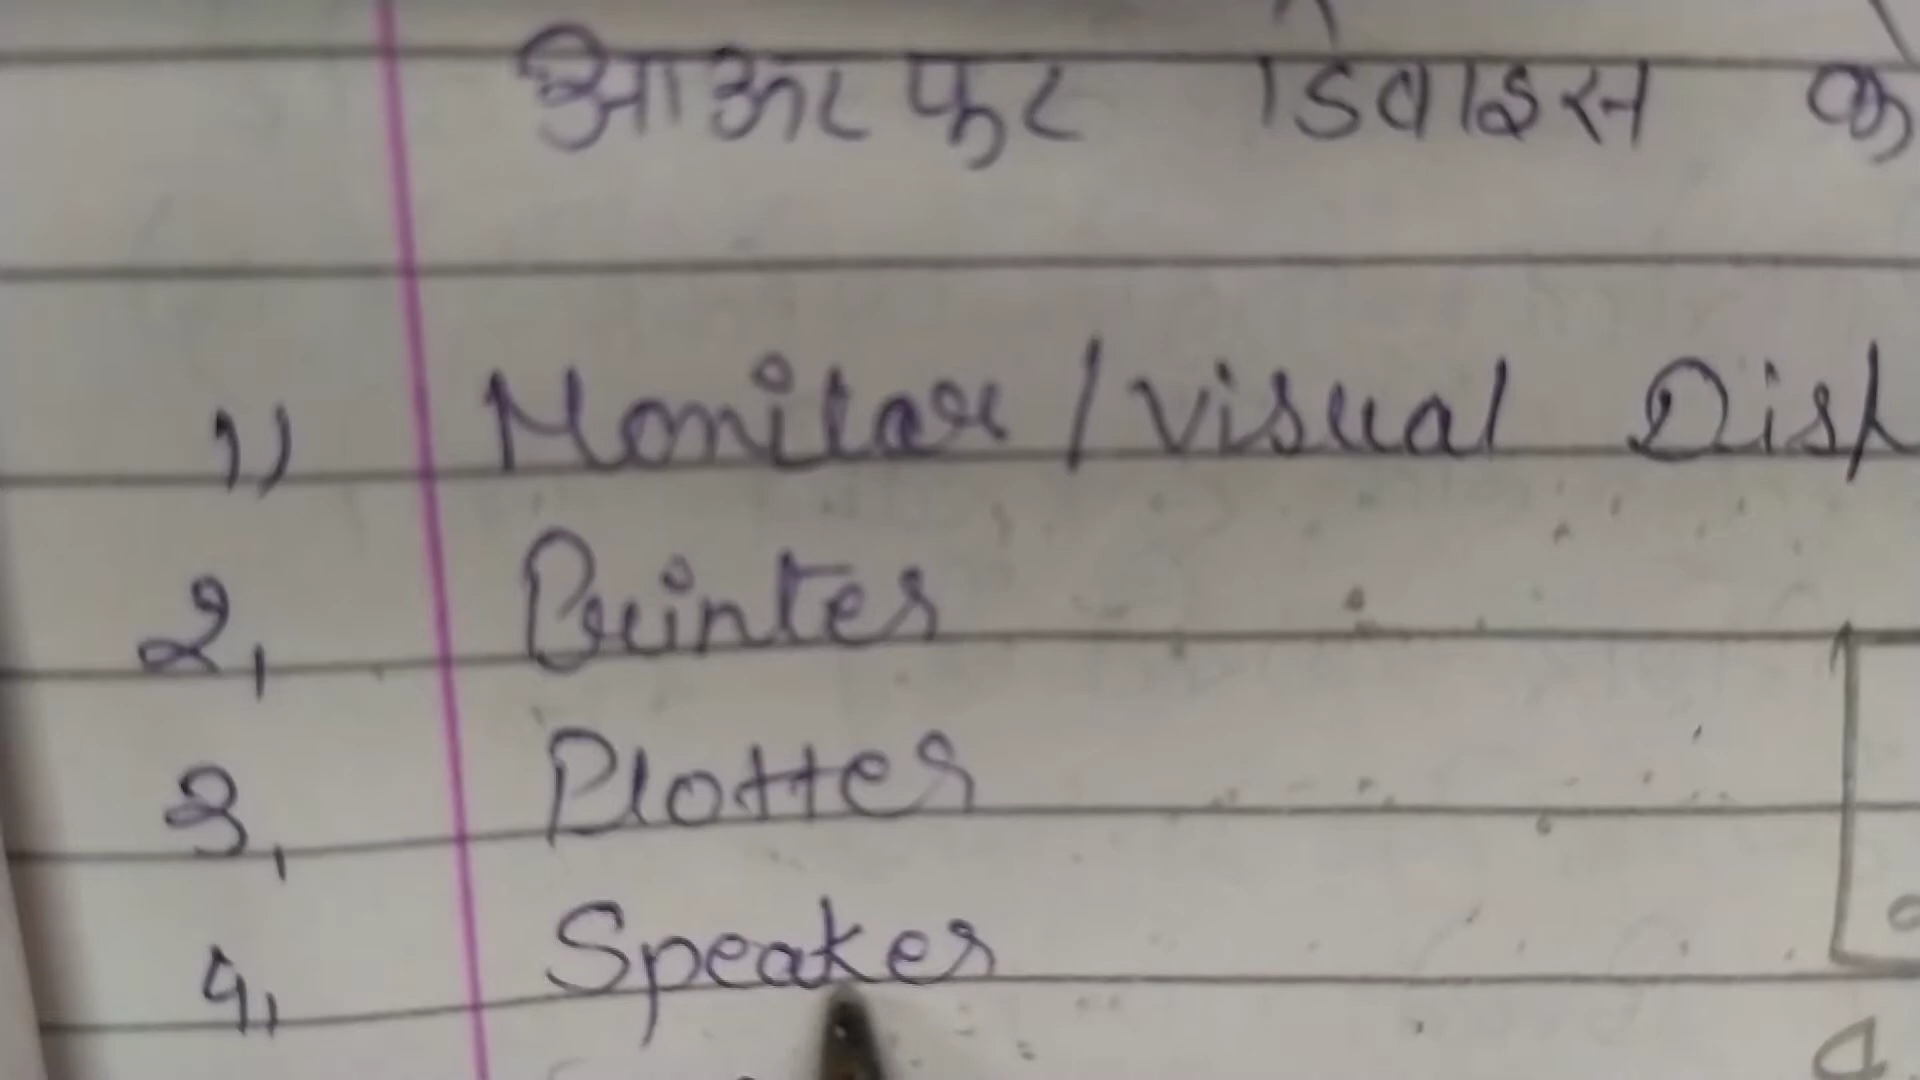 आऊटपुट डिवाइस के
1) Monitor / Visual Disp
2, Printer
3, Plotter
4, Speaker